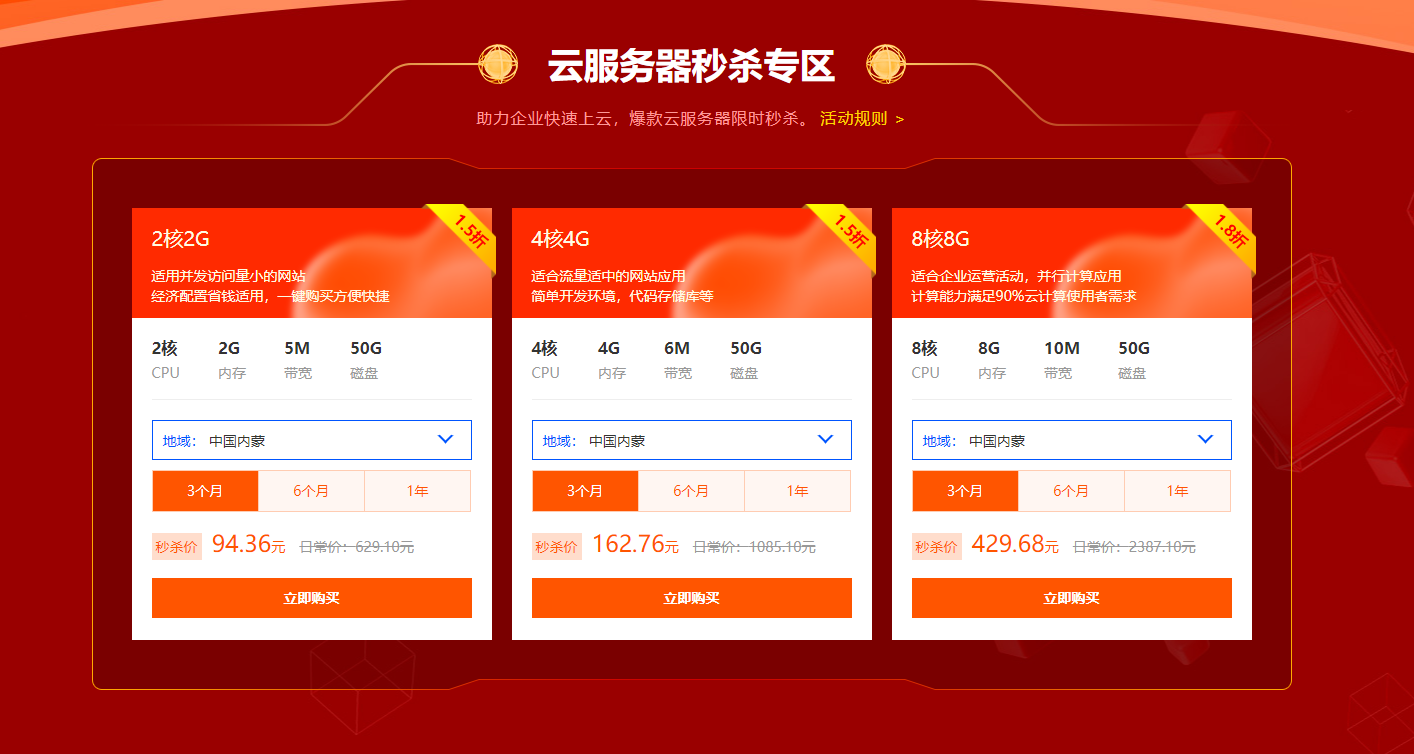 云服务器秒杀专区
助力企业快速上云，爆款云服务器限时秒杀。 活动规则 >
2核2G
1.5折
适用并发访问量小的网站
经济配置省钱适用，一键购买方便快捷
2核 2G 5M 50G
CPU 内存 带宽 磁盘
地域： 中国内蒙
3个月 6个月 1年
秒杀价 94.36元 日常价：629.10元
立即购买
4核4G
1.5折
适合流量适中的网站应用
简单开发环境，代码存储库等
4核 4G 6M 50G
CPU 内存 带宽 磁盘
地域： 中国内蒙
3个月 6个月 1年
秒杀价 162.76元 日常价：1085.10元
立即购买
8核8G
1.8折
适合企业运营活动，并行计算应用
计算能力满足90%云计算使用者需求
8核 8G 10M 50G
CPU 内存 带宽 磁盘
地域： 中国内蒙
3个月 6个月 1年
秒杀价 429.68元 日常价：2387.10元
立即购买